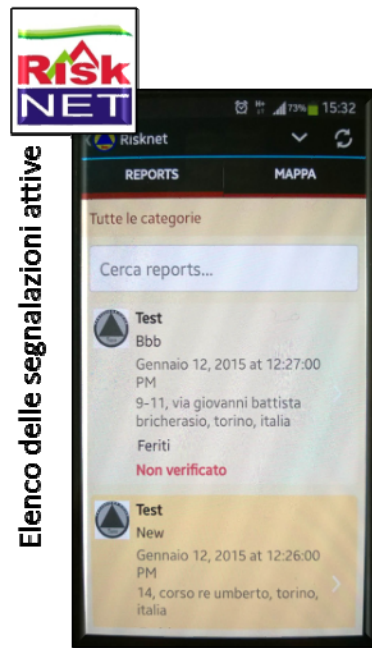 RISK
NET
Elenco delle segnalazioni attive
H+
73%
15:32
Risknet
REPORTS
MAPPA
Tutte le categorie
Cerca reports...
Test
Bbb
Gennaio 12, 2015 at 12:27:00
PM
9-11, via giovanni battista
bricherasio, torino, italia
Feriti
Non verificato
Test
New
Gennaio 12, 2015 at 12:26:00
PM
14, corso re umberto, torino,
italia